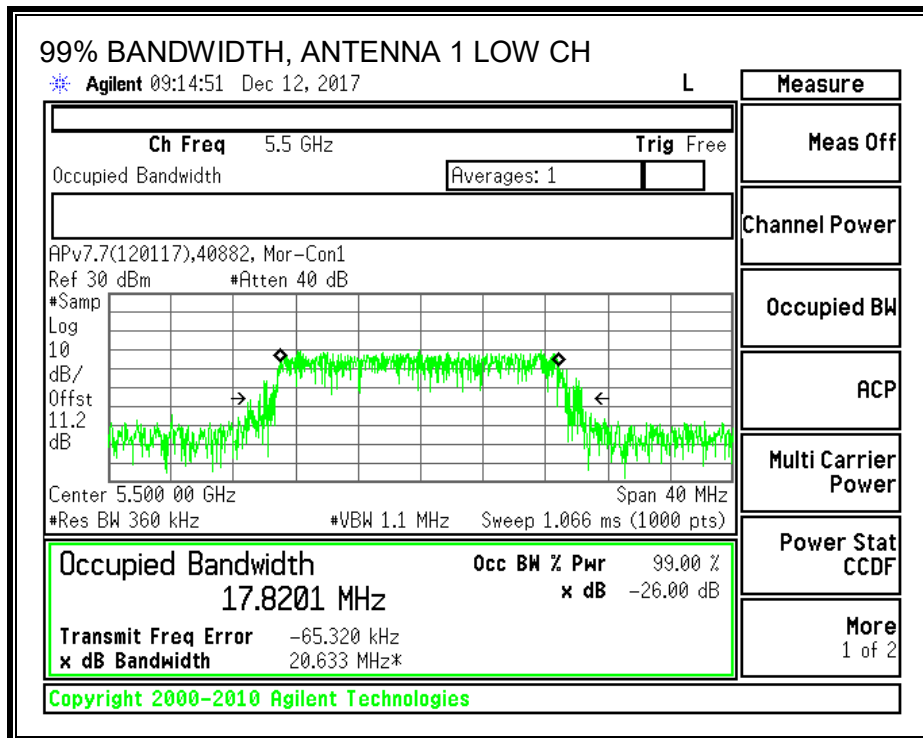 99% BANDWIDTH, ANTENNA 1 LOW CH
Agilent 09:14:51 Dec 12, 2017 L
Measure
Ch Freq 5.5 GHz Trig Free
Meas Off
Occupied Bandwidth Averages: 1
Channel Power
APv7.7(120117),40882, Mor-Con1
Ref 30 dBm #Atten 40 dB
#Samp
Log
10
dB/
Offst
11.2
dB
Occupied BW
ACP
Multi Carrier
Power
Center 5.500 00 GHz Span 40 MHz
#Res BW 360 kHz #VBW 1.1 MHz Sweep 1.066 ms (1000 pts)
Power Stat
CCDF
Occupied Bandwidth Occ BW % Pwr 99.00 %
17.8201 MHz x dB -26.00 dB
Transmit Freq Error -65.320 kHz
x dB Bandwidth 20.633 MHz*
More
1 of 2
Copyright 2000-2010 Agilent Technologies